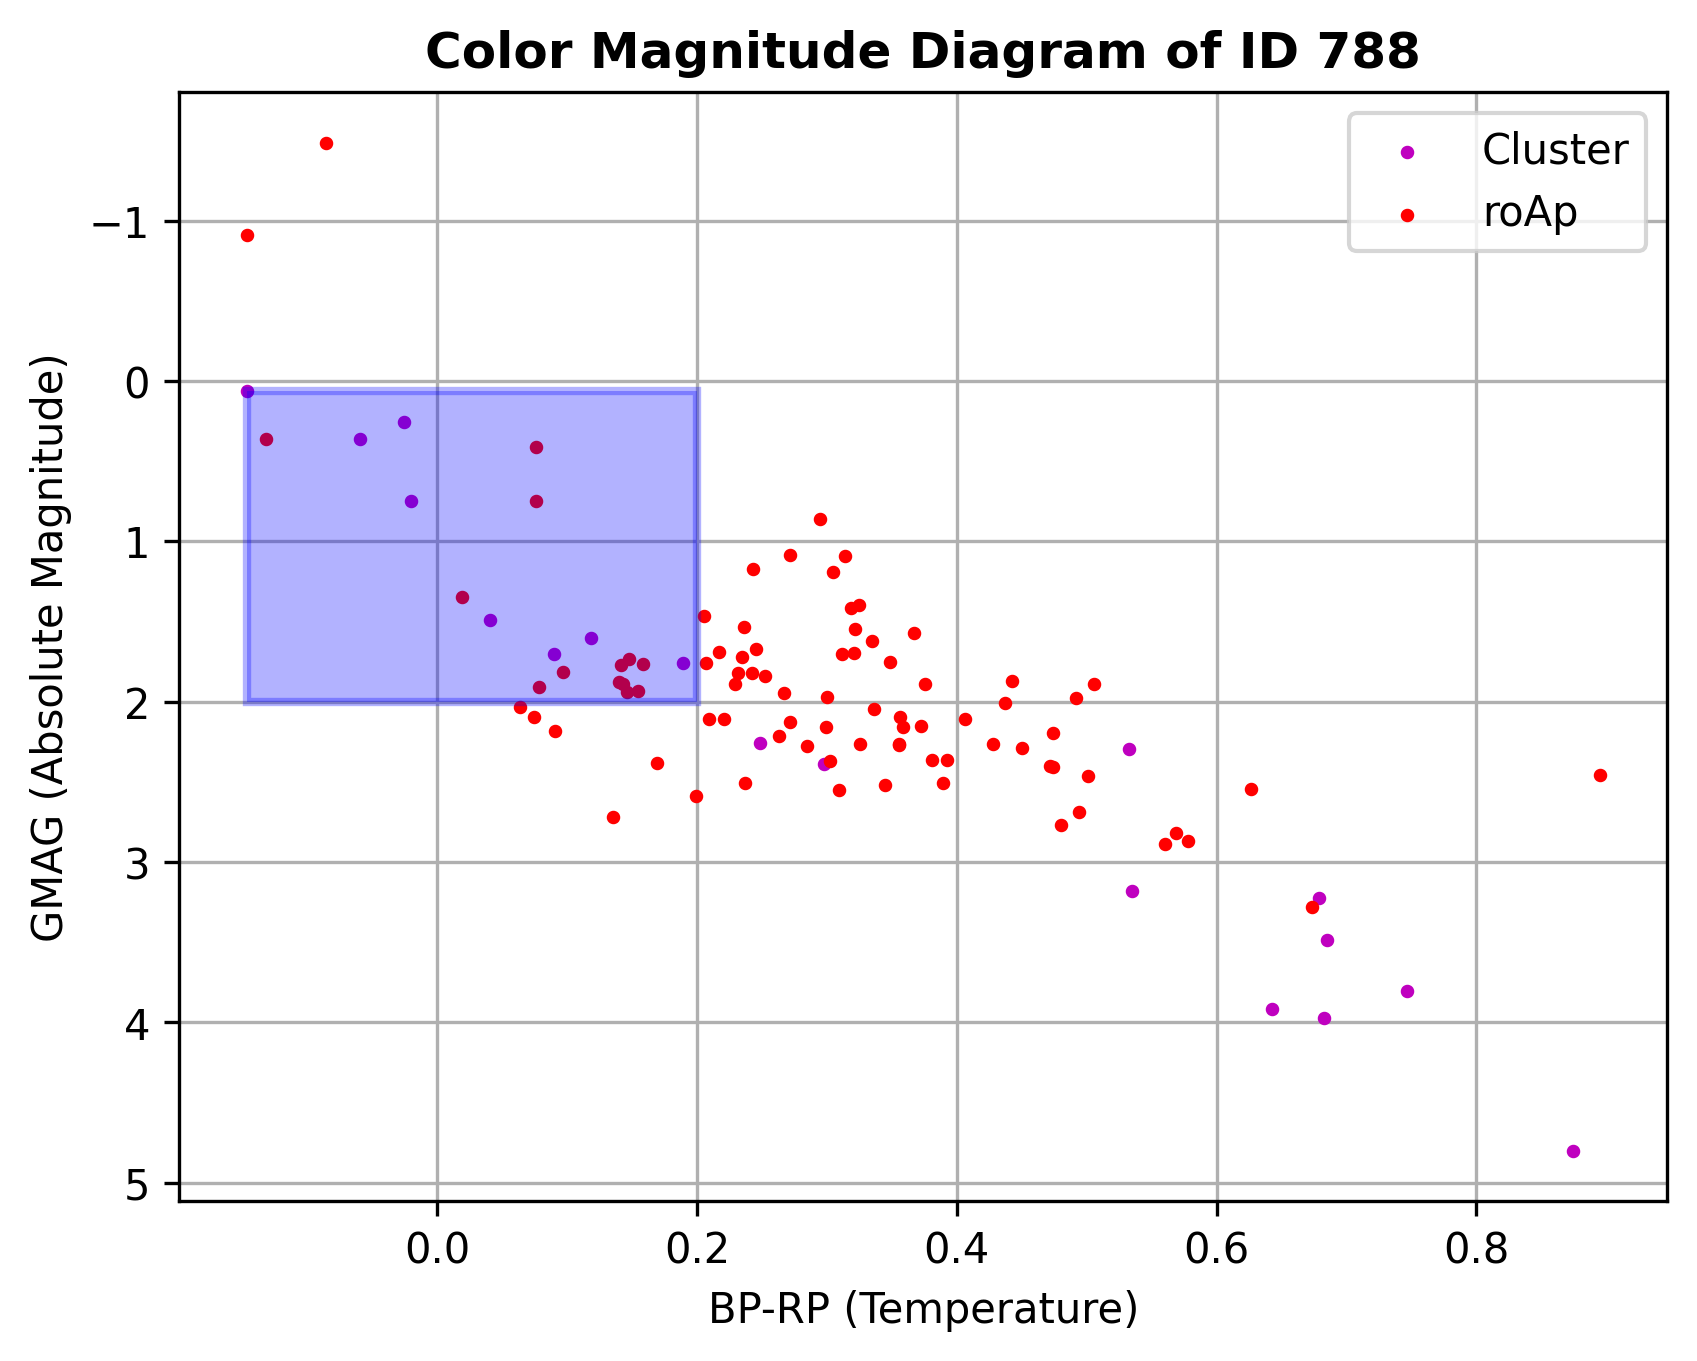 Color Magnitude Diagram of ID 788
Cluster
roAp
GMAG (Absolute Magnitude)
−1
0
1
2
3
4
5
0.0 0.2 0.4 0.6 0.8
BP-RP (Temperature)